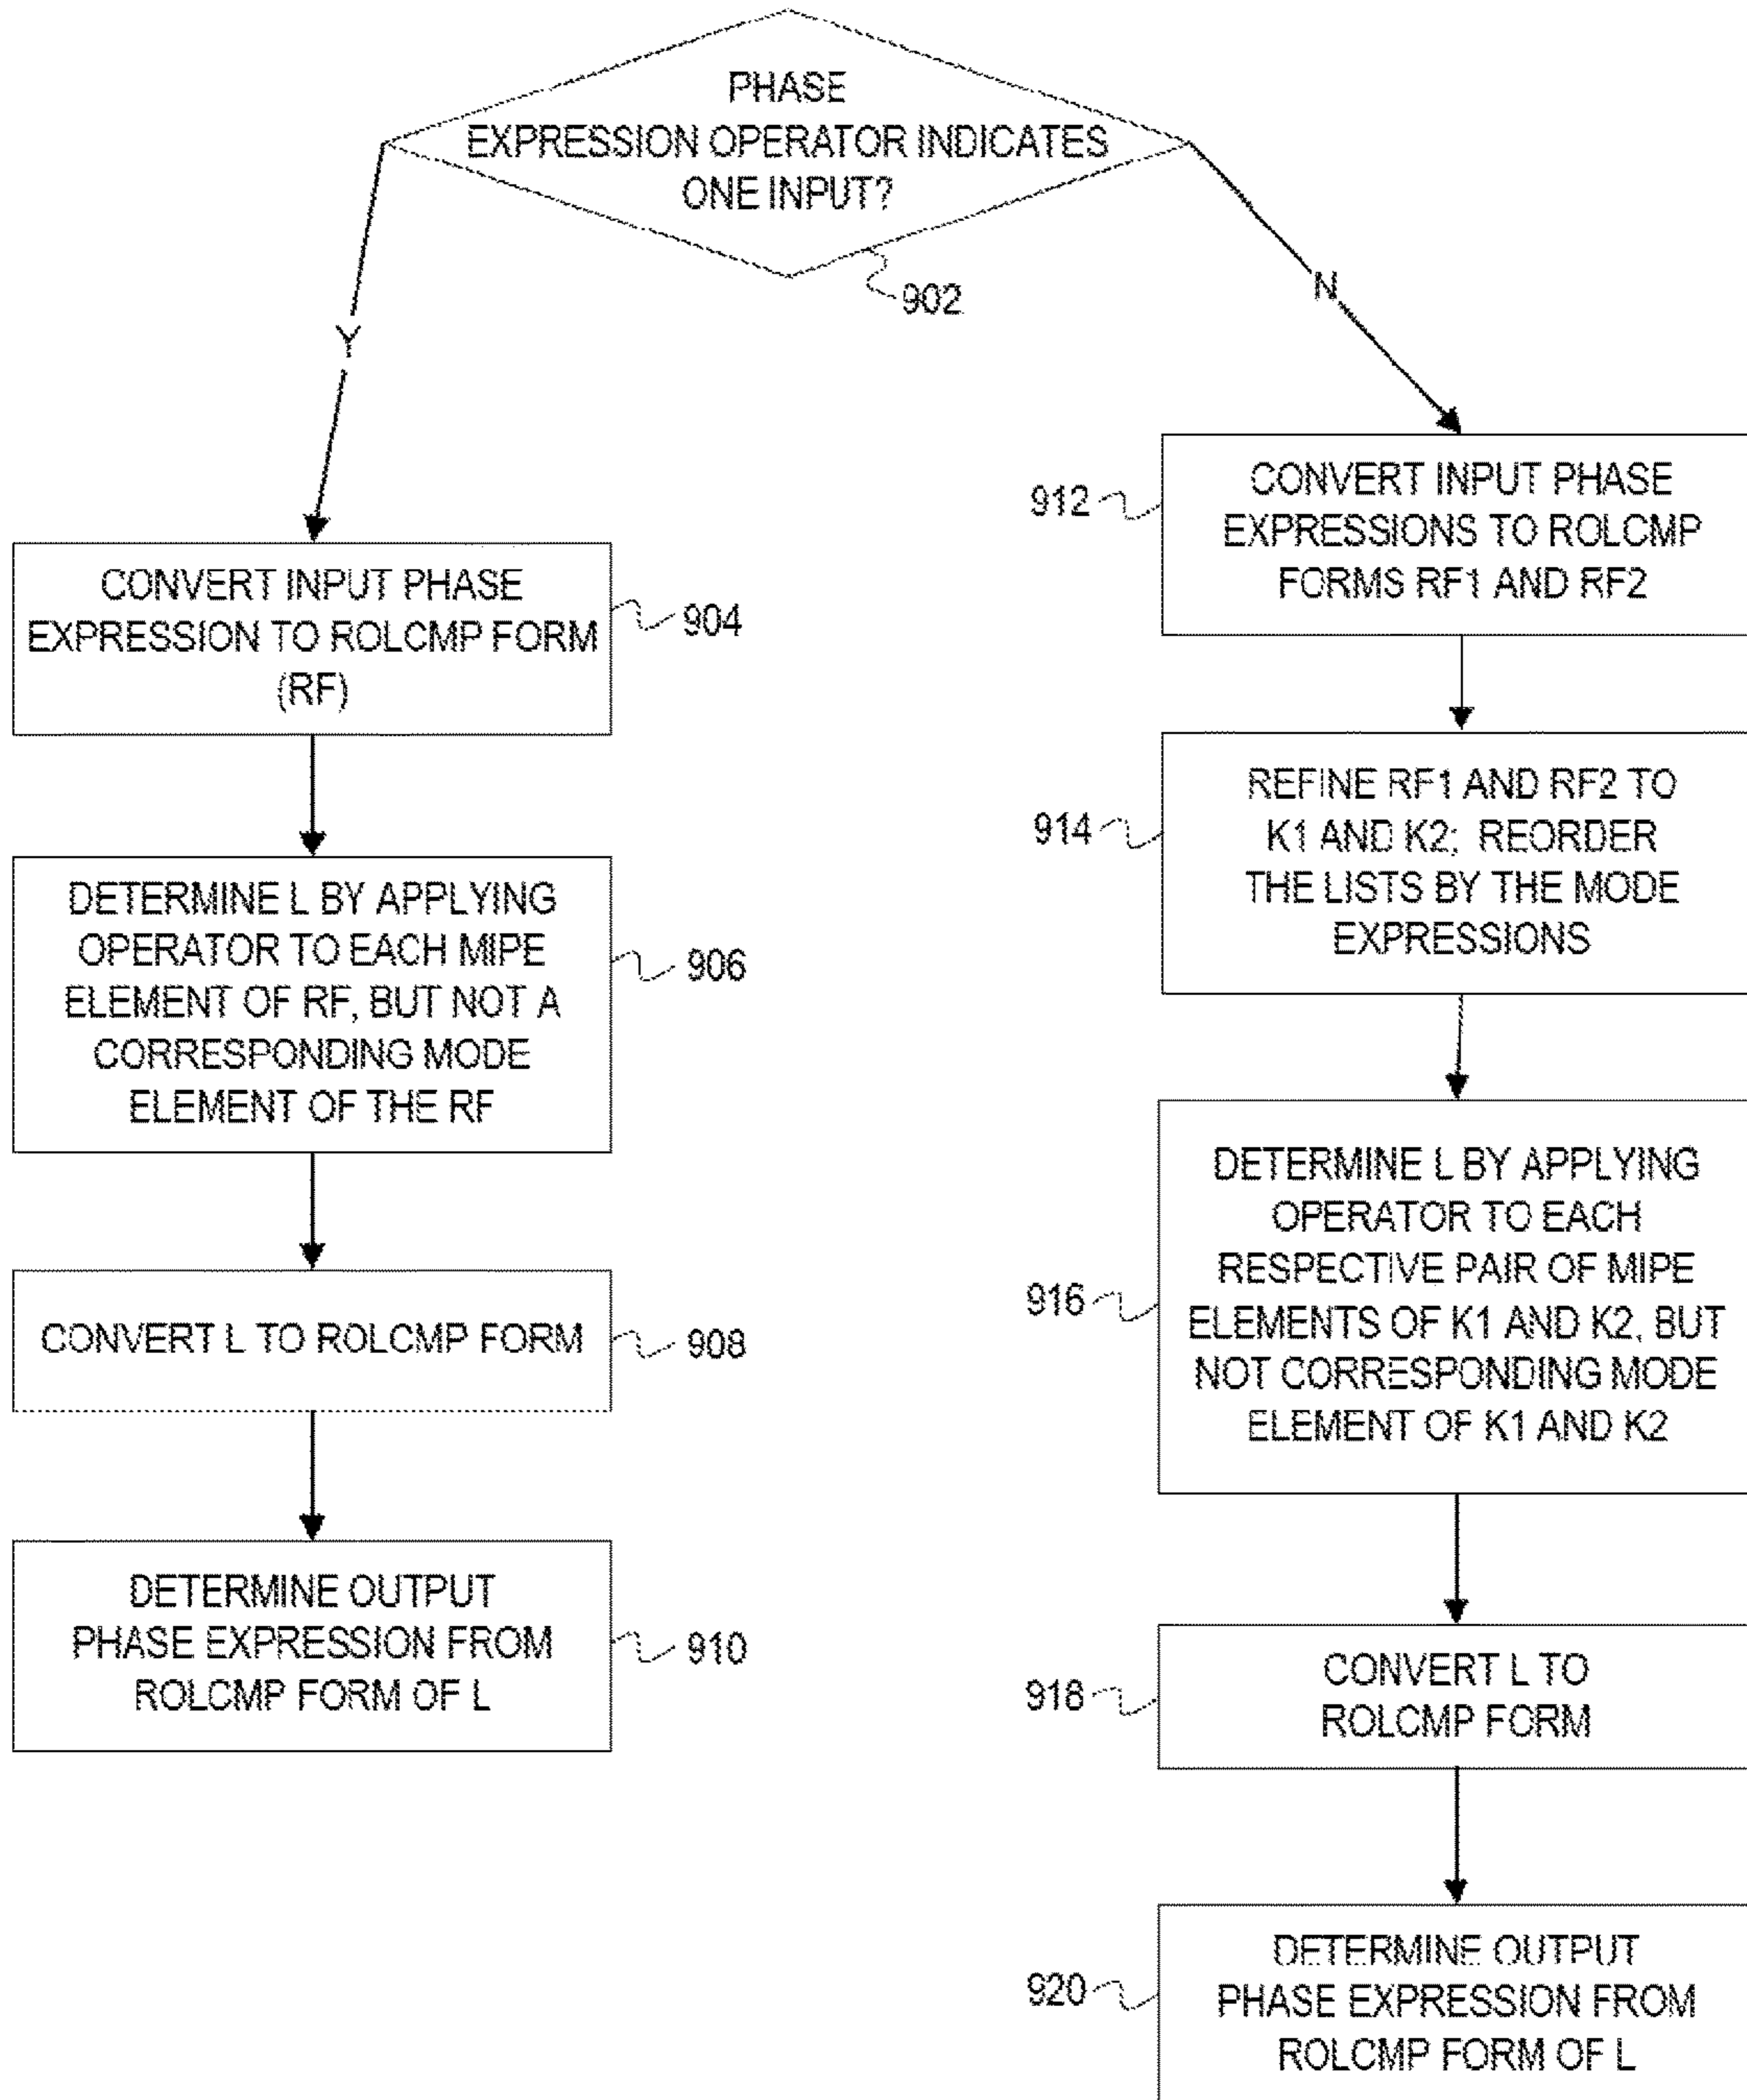 PHASE
EXPRESSION OPERATOR INDICATES
ONE INPUT?
902
Y
N
CONVERT INPUT PHASE
EXPRESSION TO ROLCMP FORM
(RF)
904
DETERMINE L BY APPLYING
OPERATOR TO EACH MIPE
ELEMENT OF RF, BUT NOT A
CORRESPONDING MODE
ELEMENT OF THE RF
906
CONVERT L TO ROLCMP FORM
908
DETERMINE OUTPUT
PHASE EXPRESSION FROM
ROLCMP FORM OF L
910
912
CONVERT INPUT PHASE
EXPRESSIONS TO ROLCMP
FORMS RF1 AND RF2
914
REFINE RF1 AND RF2 TO
K1 AND K2; REORDER
THE LISTS BY THE MODE
EXPRESSIONS
916
DETERMINE L BY APPLYING
OPERATOR TO EACH
RESPECTIVE PAIR OF MIPE
ELEMENTS OF K1 AND K2, BUT
NOT CORRESPONDING MODE
ELEMENT OF K1 AND K2
918
CONVERT L TO
ROLCMP FORM
920
DETERMINE OUTPUT
PHASE EXPRESSION FROM
ROLCMP FORM OF L